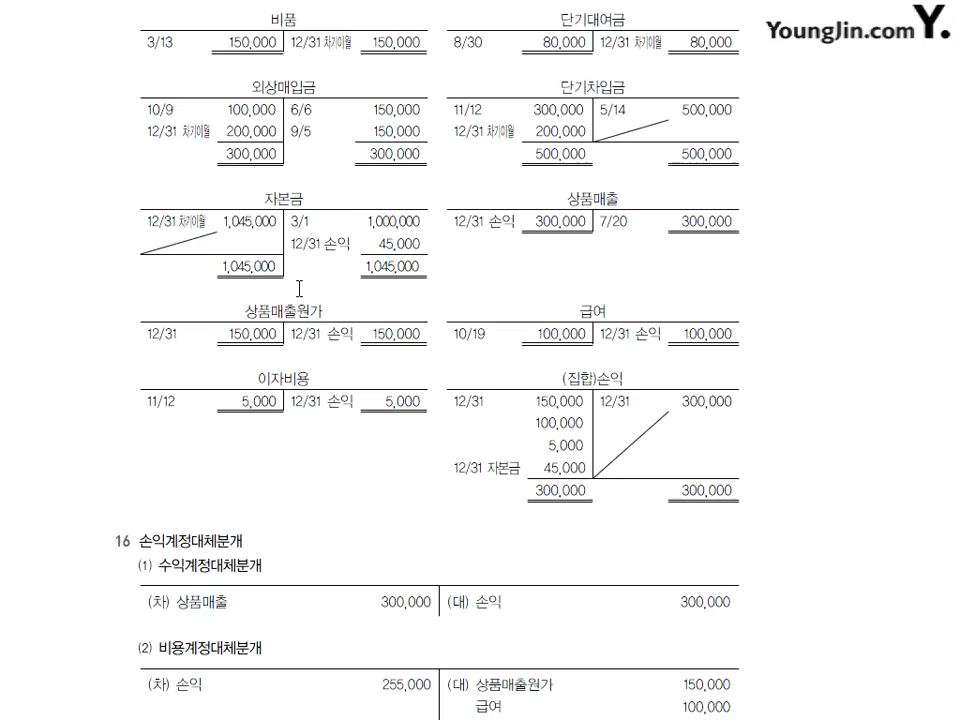 YoungJin.com Y.
비품 단기대여금
3/13 150,000 12/31 차기이월 150,000 8/30 80,000 12/31 차기이월 80,000
외상매입금 단기차입금
10/9 100,000 6/6 150,000 11/12 300,000 5/14 500,000
12/31 차기이월 200,000 9/5 150,000 12/31 차기이월 200,000
300,000 300,000 500,000 500,000
자본금 상품매출
12/31 차기이월 1,045,000 3/1 1,000,000 12/31 손익 300,000 7/20 300,000
12/31 손익 45,000
1,045,000 1,045,000
상품매출원가 급여
12/31 150,000 12/31 손익 150,000 10/19 100,000 12/31 손익 100,000
이자비용 (집합)손익
11/12 5,000 12/31 손익 5,000 12/31 150,000 12/31 300,000
100,000
5,000
12/31 자본금 45,000
300,000 300,000
16 손익계정대체분개
(1) 수익계정대체분개
(차) 상품매출 300,000 (대) 손익 300,000
(2) 비용계정대체분개
(차) 손익 255,000 (대) 상품매출원가 150,000
급여 100,000